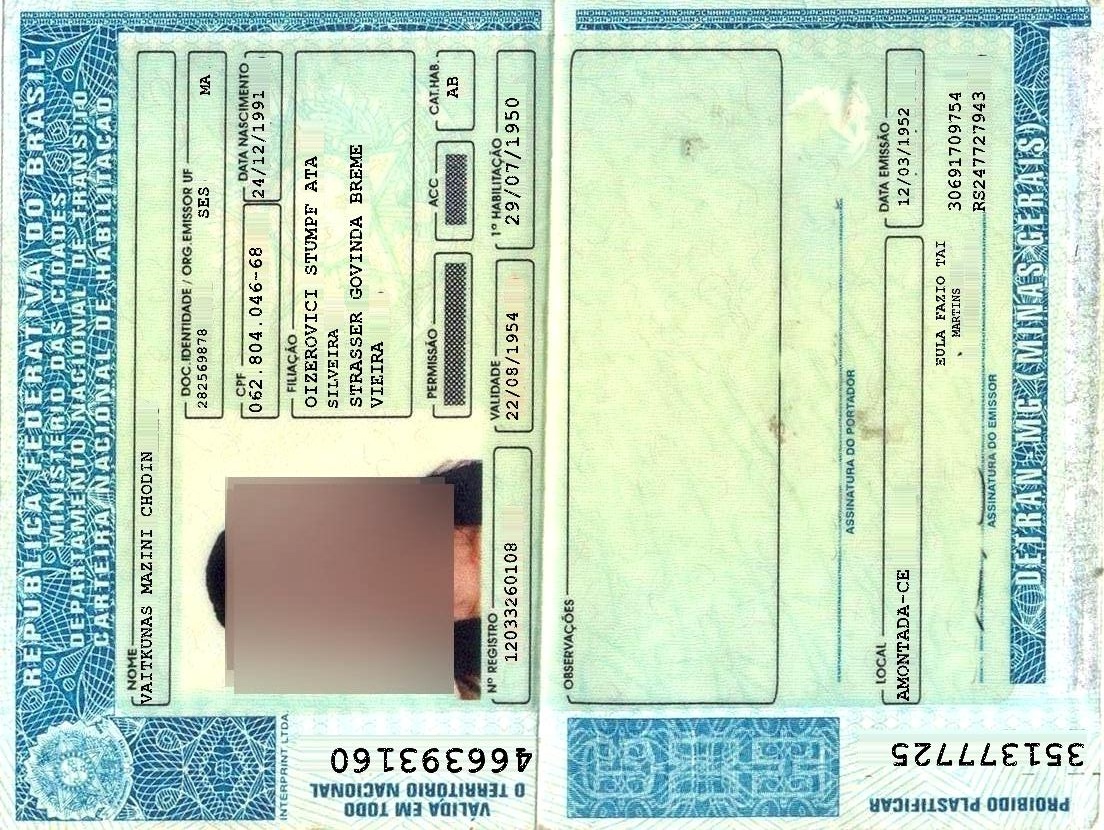 REPÚBLICA FEDERATIVA DO BRASIL
MINISTÉRIO DAS CIDADES
DEPARTAMENTO NACIONAL DE TRÂNSITO
CARTEIRA NACIONAL DE HABILITAÇÃO
NOME
VAITKUNAS MAZINI CHODIN
DOC. IDENTIDADE / ORG. EMISSOR UF
282569878 SES MA
CPF
062.804.046-68
DATA NASCIMENTO
24/12/1991
FILIAÇÃO
OIZEROVICI STUMPF ATA
SILVEIRA
STRASSER GOVINDA BREME
VIEIRA
PERMISSÃO
ACC
CAT.HAB.
AB
Nº REGISTRO
12033260108
VALIDADE
22/08/1954
1ª HABILITAÇÃO
29/07/1950
VÁLIDA EM TODO
O TERRITÓRIO NACIONAL
466393160
INTERPRINT LTDA
OBSERVAÇÕES
ASSINATURA DO PORTADOR
LOCAL
AMONTADA-CE
DATA EMISSÃO
12/03/1952
EULA FAZIO TAI
MARTINS
30691709754
RS247727943
ASSINATURA DO EMISSOR
DETRAN-MG (MINAS GERAIS)
PROIBIDO PLASTIFICAR
351377725